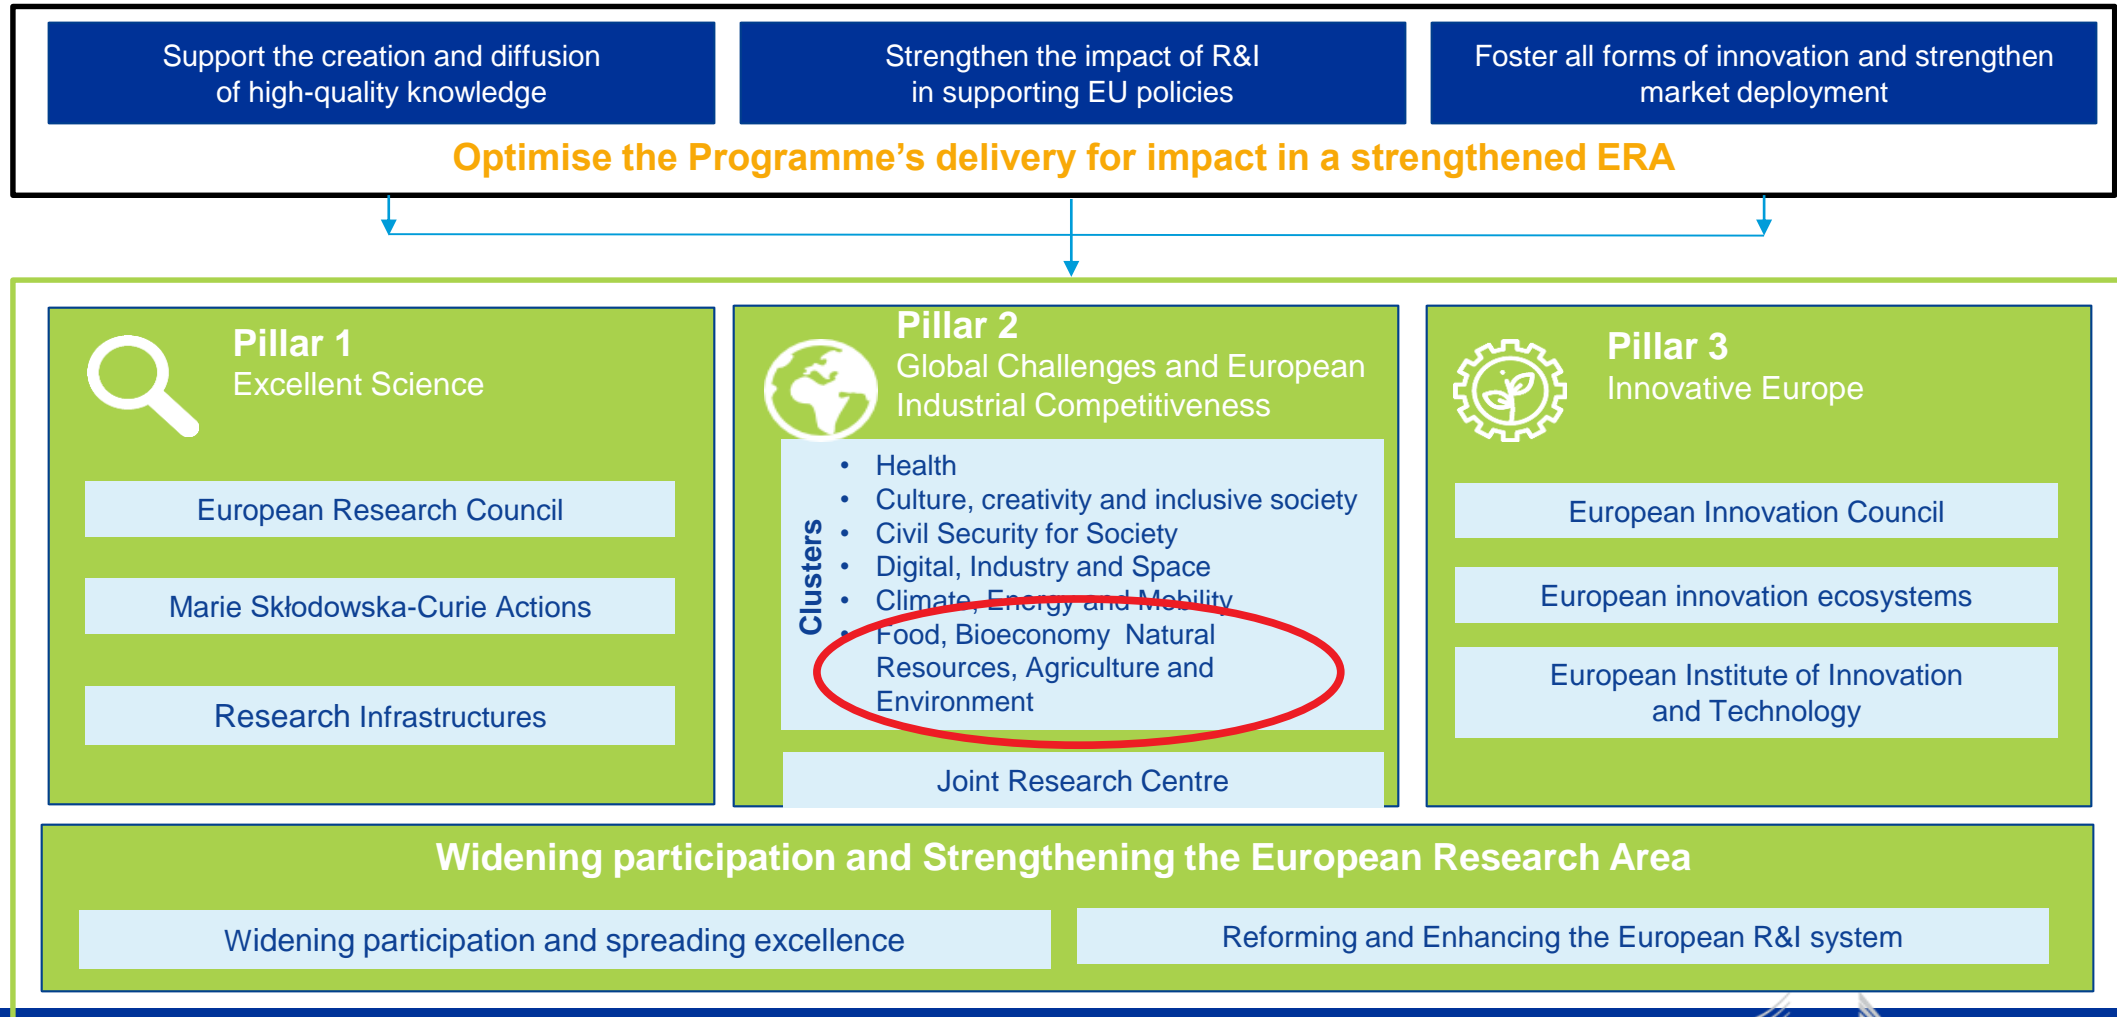 Support the creation and diffusion
of high-quality knowledge
Strengthen the impact of R&I
in supporting EU policies
Foster all forms of innovation and strengthen
market deployment
Optimise the Programme’s delivery for impact in a strengthened ERA
Pillar 1
Excellent Science
European Research Council
Marie Skłodowska-Curie Actions
Research Infrastructures
Pillar 2
Global Challenges and European
Industrial Competitiveness
Clusters
• Health
• Culture, creativity and inclusive society
• Civil Security for Society
• Digital, Industry and Space
• Climate, Energy and Mobility
• Food, Bioeconomy Natural
Resources, Agriculture and
Environment
Joint Research Centre
Pillar 3
Innovative Europe
European Innovation Council
European innovation ecosystems
European Institute of Innovation
and Technology
Widening participation and Strengthening the European Research Area
Widening participation and spreading excellence
Reforming and Enhancing the European R&I system